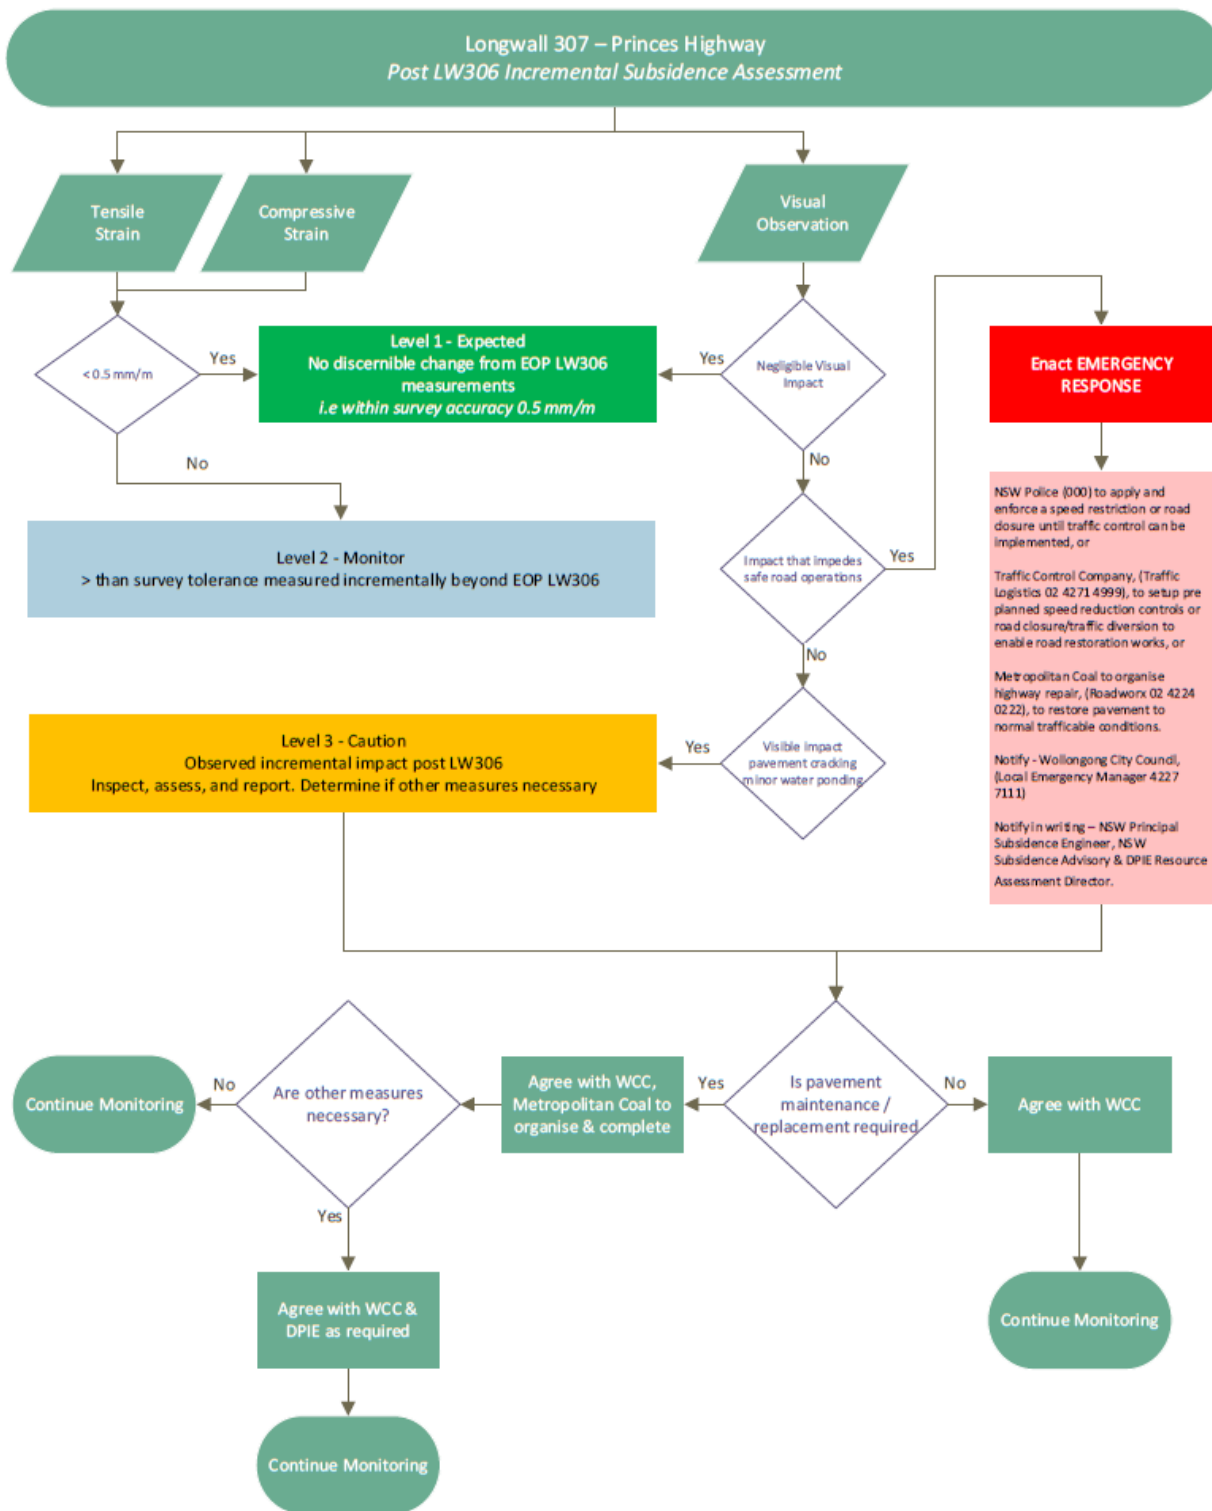 Longwall 307 – Princes Highway
Post LW306 Incremental Subsidence Assessment
Tensile
Strain
Compressive
Strain
Visual
Observation
< 0.5 mm/m
Yes
Level 1 - Expected
No discernible change from EOP LW306
measurements
i.e within survey accuracy 0.5 mm/m
Yes
Negligible Visual
Impact
Enact EMERGENCY
RESPONSE
No
No
Level 2 - Monitor
> than survey tolerance measured incrementally beyond EOP LW306
Impact that impedes
safe road operations
Yes
NSW Police (000) to apply and
enforce a speed restriction or road
closure until traffic control can be
implemented, or
Traffic Control Company, (Traffic
Logistics 02 4271 4999), to setup pre
planned speed reduction controls or
road closure/traffic diversion to
enable road restoration works, or
Metropolitan Coal to organise
highway repair, (Roadworx 02 4224
0222), to restore pavement to
normal trafficable conditions.
Notify - Wollongong City Council,
(Local Emergency Manager 4227
7111)
Notify in writing – NSW Principal
Subsidence Engineer, NSW
Subsidence Advisory & DPIE Resource
Assessment Director.
No
Level 3 - Caution
Observed incremental impact post LW306
Inspect, assess, and report. Determine if other measures necessary
Yes
Visible impact
pavement cracking
minor water ponding
Continue Monitoring
No
Are other measures
necessary?
Agree with WCC,
Metropolitan Coal to
organise & complete
Yes
Is pavement
maintenance /
replacement required
No
Agree with WCC
Yes
Agree with WCC &
DPIE as required
Continue Monitoring
Continue Monitoring